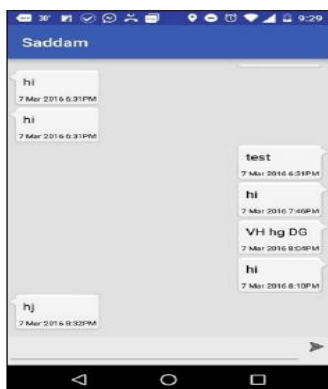 30° 9:29
Saddam
hi
7 Mar 2016 6:31PM
hi
7 Mar 2016 6:31PM
test
7 Mar 2016 6:31PM
hi
7 Mar 2016 7:46PM
VH hg DG
7 Mar 2016 8:04PM
hi
7 Mar 2016 8:10PM
hj
7 Mar 2016 8:32PM